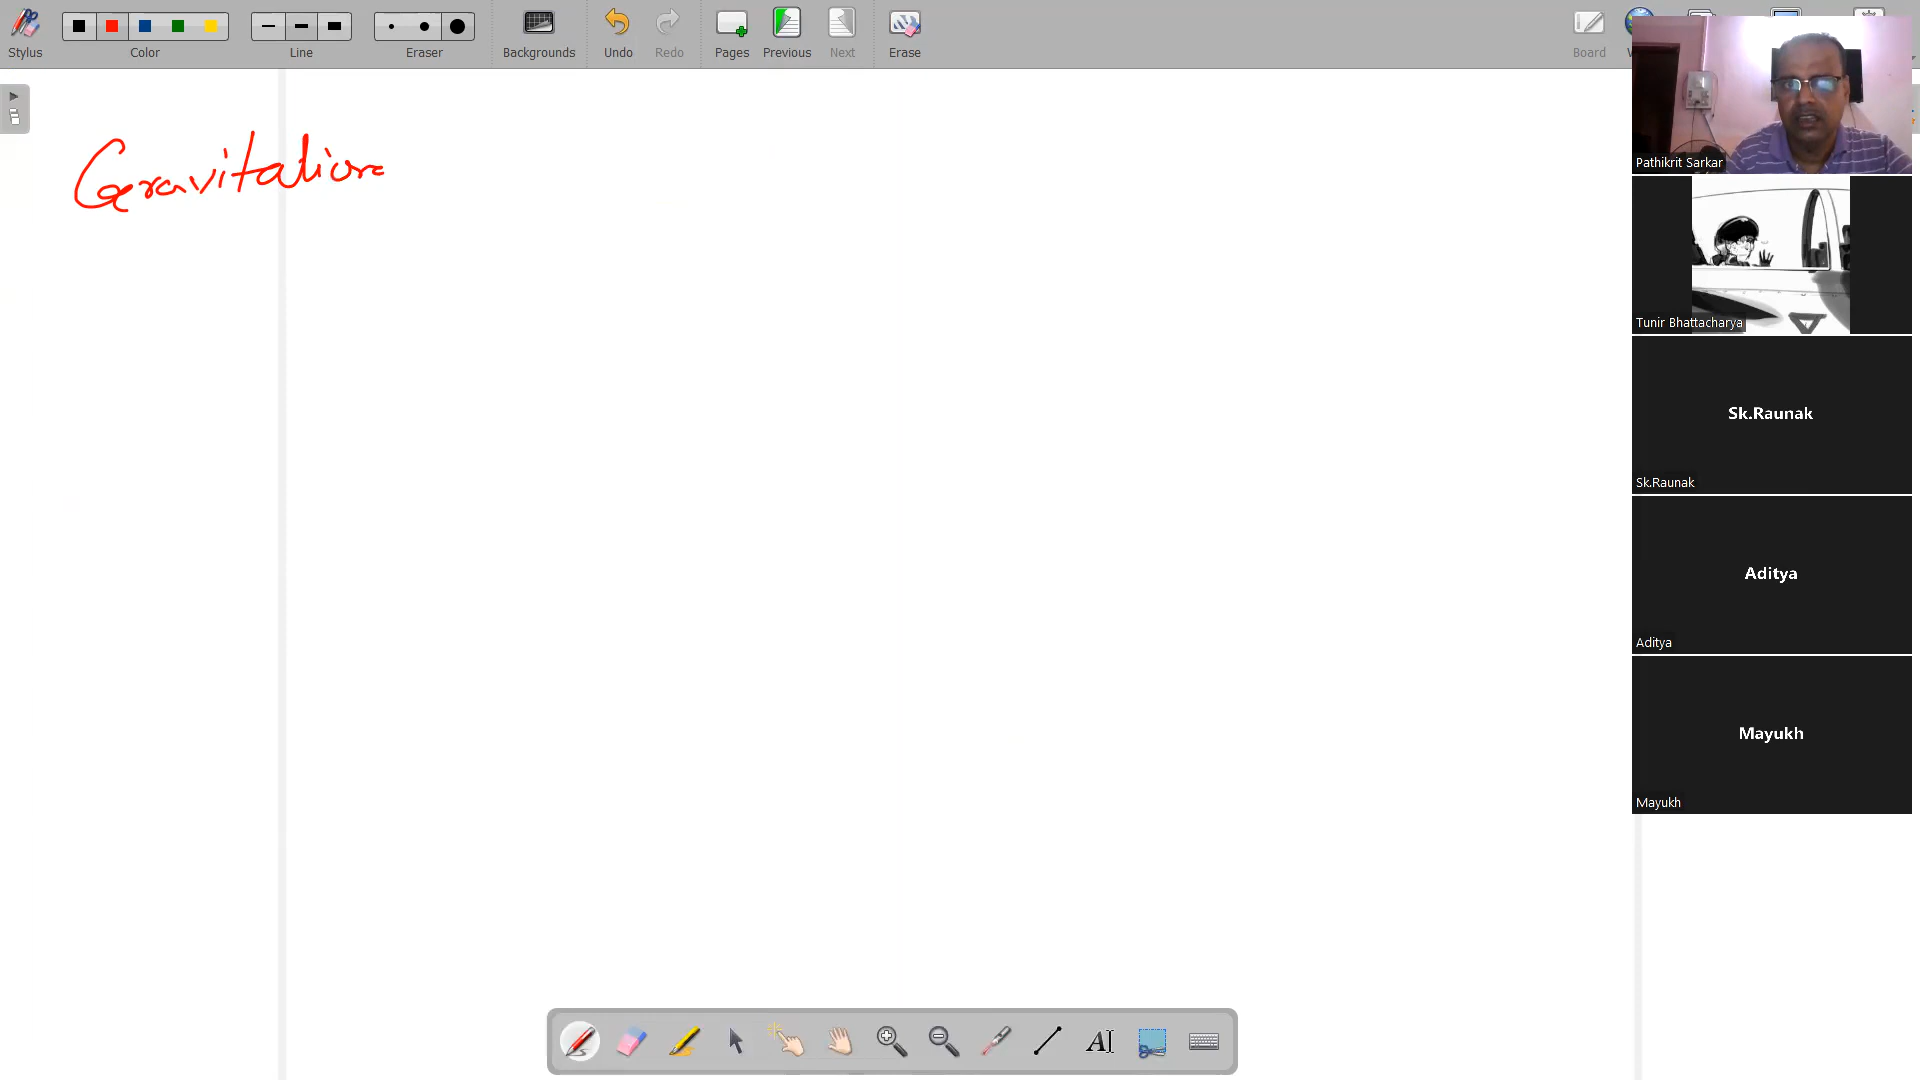 Stylus
Color
Line
Eraser
Backgrounds
Undo
Redo
Pages
Previous
Next
Erase
Board
Gravitation
Pathikrit Sarkar
Tunir Bhattacharya
Sk.Raunak
Sk.Raunak
Aditya
Aditya
Mayukh
Mayukh